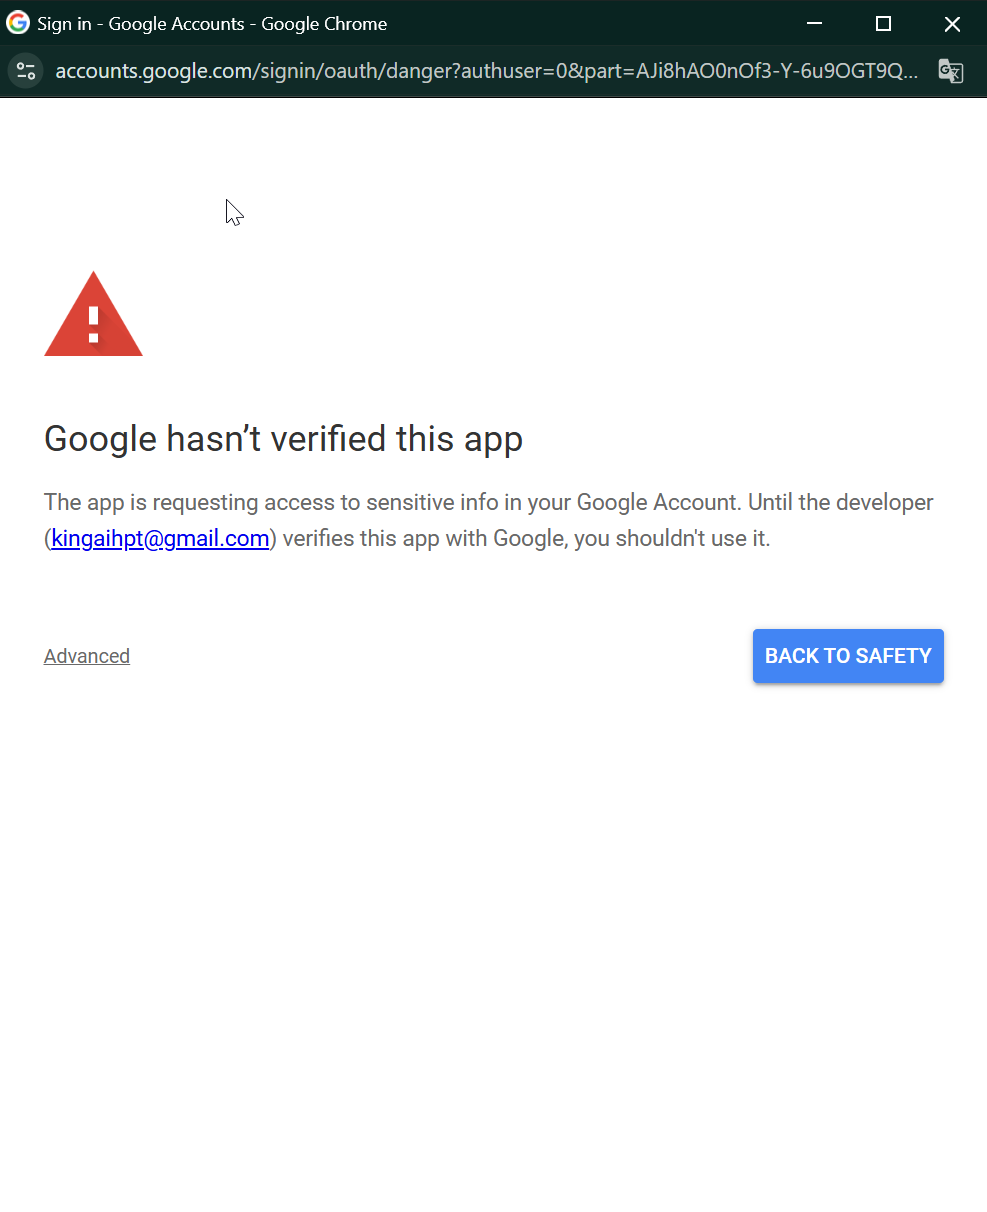 Sign in - Google Accounts - Google Chrome
accounts.google.com/signin/oauth/danger?authuser=0&part=AJi8hAO0nOf3-Y-6u9OGT9Q...
Google hasn’t verified this app
The app is requesting access to sensitive info in your Google Account. Until the developer
(kingaihpt@gmail.com) verifies this app with Google, you shouldn't use it.
Advanced
BACK TO SAFETY